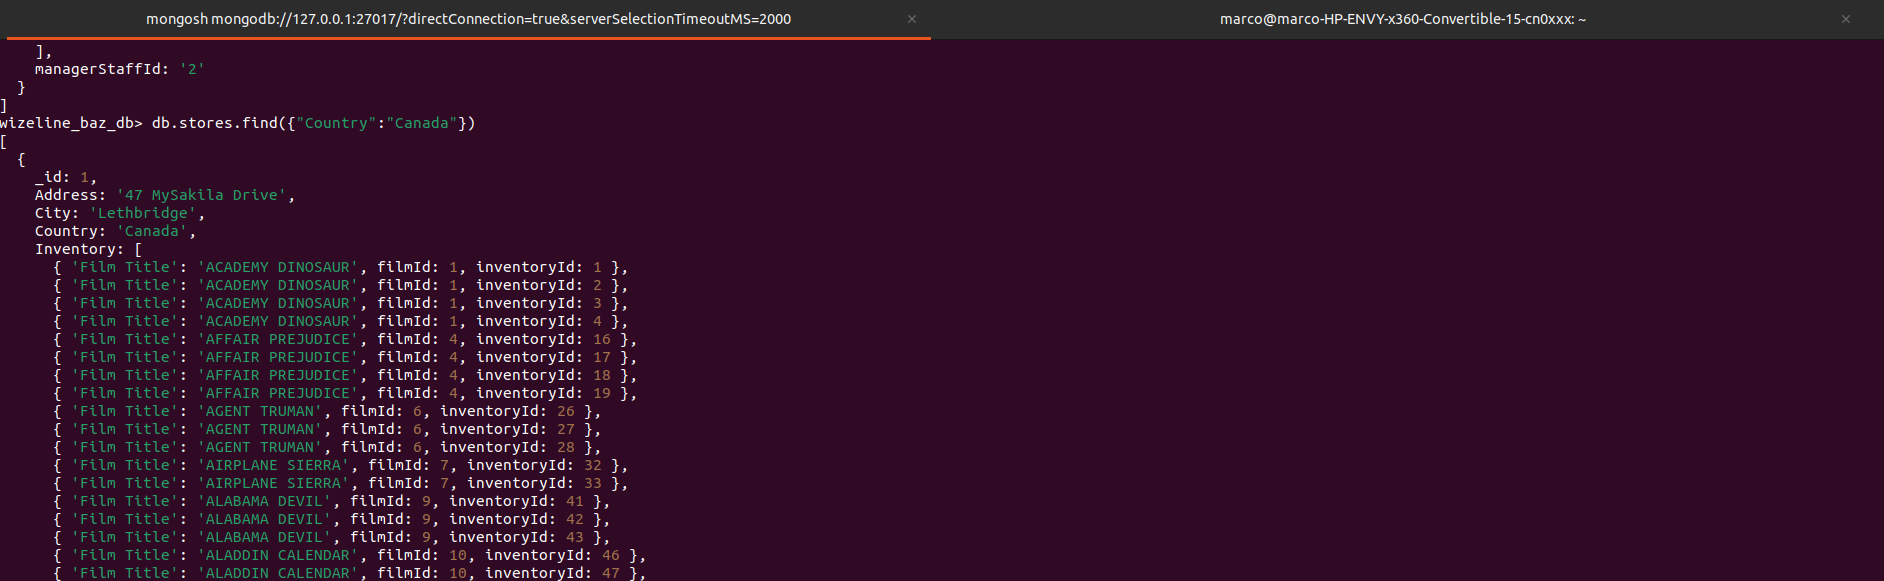 mongosh mongodb://127.0.0.1:27017/?directConnection=true&serverSelectionTimeoutMS=2000 × marco@marco-HP-ENVY-x360-Convertible-15-cn0xxx: ~ ×
    ],
    managerStaffId: '2'
  }
]
wizeline_baz_db> db.stores.find({"Country":"Canada"})
[
  {
    _id: 1,
    Address: '47 MySakila Drive',
    City: 'Lethbridge',
    Country: 'Canada',
    Inventory: [
      { 'Film Title': 'ACADEMY DINOSAUR', filmId: 1, inventoryId: 1 },
      { 'Film Title': 'ACADEMY DINOSAUR', filmId: 1, inventoryId: 2 },
      { 'Film Title': 'ACADEMY DINOSAUR', filmId: 1, inventoryId: 3 },
      { 'Film Title': 'ACADEMY DINOSAUR', filmId: 1, inventoryId: 4 },
      { 'Film Title': 'AFFAIR PREJUDICE', filmId: 4, inventoryId: 16 },
      { 'Film Title': 'AFFAIR PREJUDICE', filmId: 4, inventoryId: 17 },
      { 'Film Title': 'AFFAIR PREJUDICE', filmId: 4, inventoryId: 18 },
      { 'Film Title': 'AFFAIR PREJUDICE', filmId: 4, inventoryId: 19 },
      { 'Film Title': 'AGENT TRUMAN', filmId: 6, inventoryId: 26 },
      { 'Film Title': 'AGENT TRUMAN', filmId: 6, inventoryId: 27 },
      { 'Film Title': 'AGENT TRUMAN', filmId: 6, inventoryId: 28 },
      { 'Film Title': 'AIRPLANE SIERRA', filmId: 7, inventoryId: 32 },
      { 'Film Title': 'AIRPLANE SIERRA', filmId: 7, inventoryId: 33 },
      { 'Film Title': 'ALABAMA DEVIL', filmId: 9, inventoryId: 41 },
      { 'Film Title': 'ALABAMA DEVIL', filmId: 9, inventoryId: 42 },
      { 'Film Title': 'ALABAMA DEVIL', filmId: 9, inventoryId: 43 },
      { 'Film Title': 'ALADDIN CALENDAR', filmId: 10, inventoryId: 46 },
      { 'Film Title': 'ALADDIN CALENDAR', filmId: 10, inventoryId: 47 },